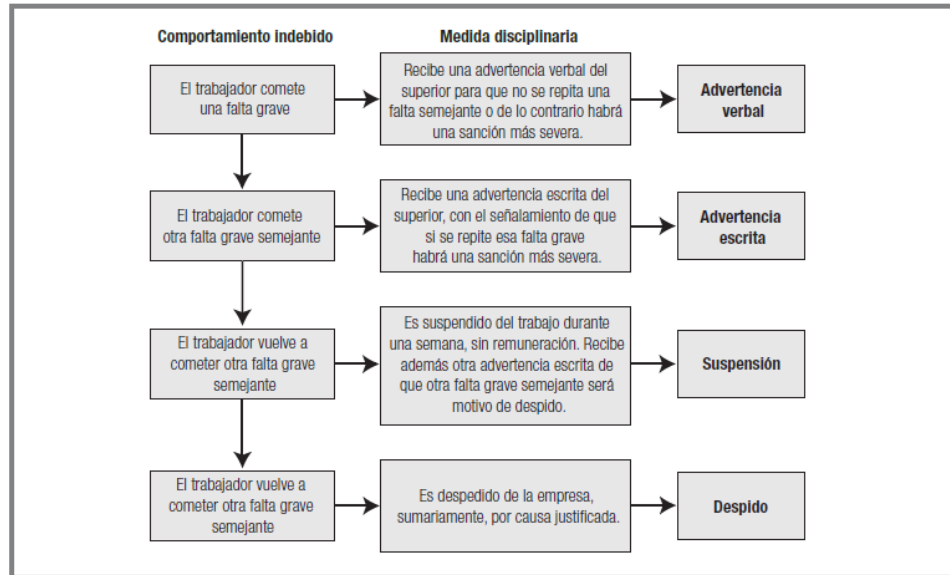 Comportamiento indebido
Medida disciplinaria
El trabajador comete
una falta grave
Recibe una advertencia verbal del
superior para que no se repita una
falta semejante o de lo contrario habrá
una sanción más severa.
Advertencia
verbal
El trabajador comete
otra falta grave semejante
Recibe una advertencia escrita del
superior, con el señalamiento de que
si se repite esa falta grave
habrá una sanción más severa.
Advertencia
escrita
El trabajador vuelve a
cometer otra falta grave
semejante
Es suspendido del trabajo durante
una semana, sin remuneración. Recibe
además otra advertencia escrita de
que otra falta grave semejante será
motivo de despido.
Suspensión
El trabajador vuelve a
cometer otra falta grave
semejante
Es despedido de la empresa,
sumariamente, por causa justificada.
Despido